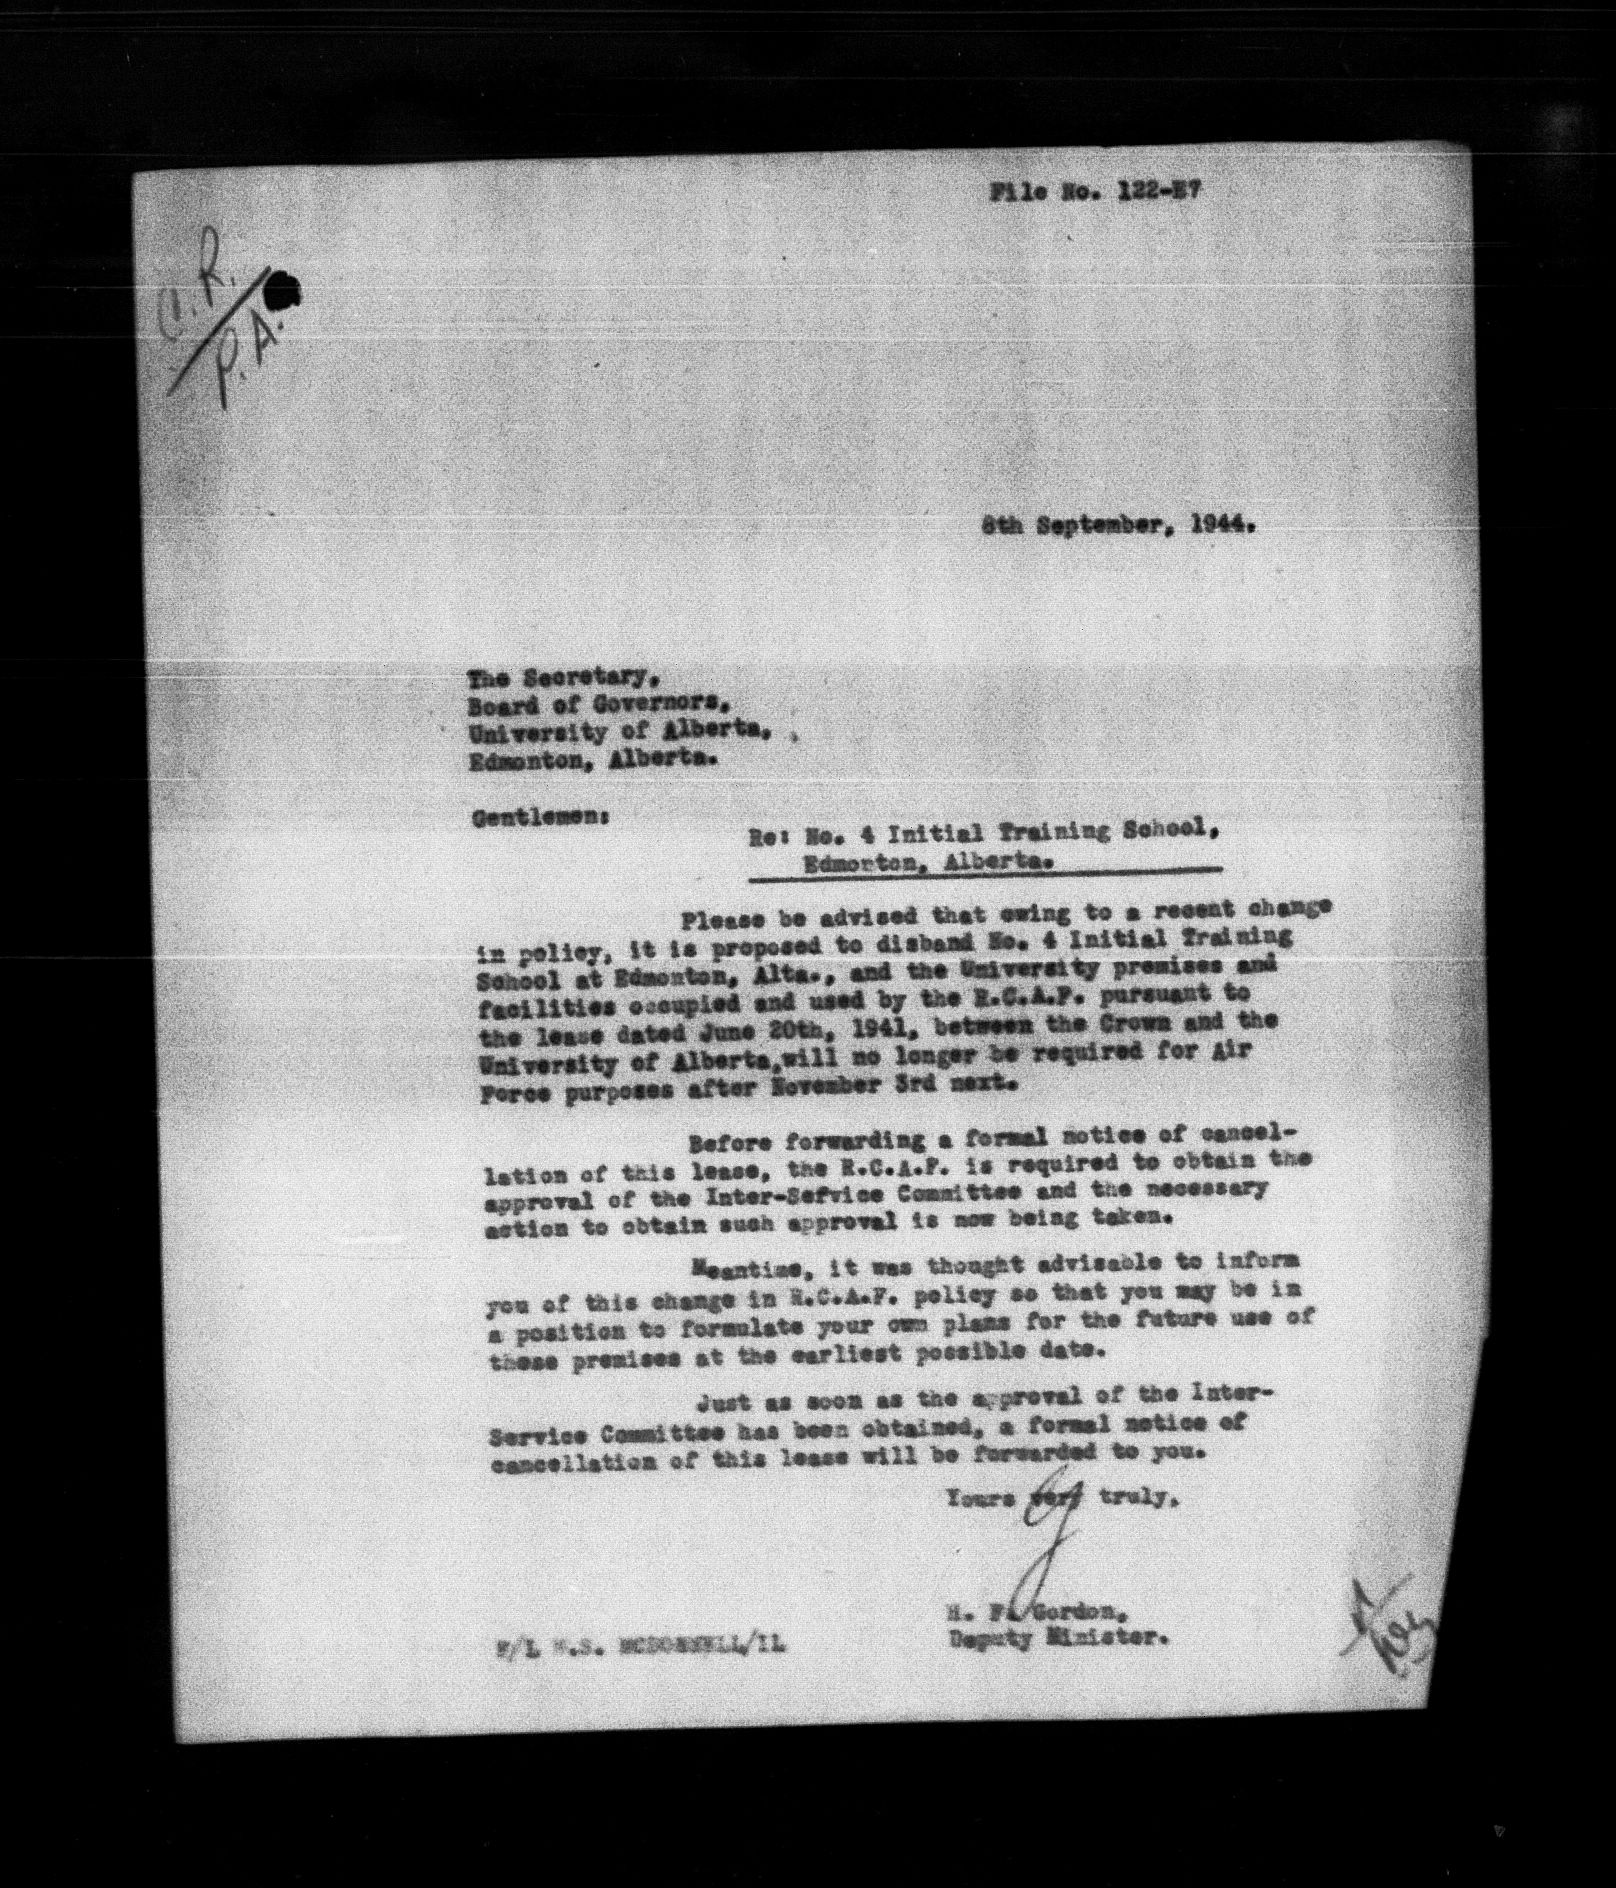 File No. 122-E7
C.R.
P.A.
8th September, 1944.
The Secretary,
Board of Governors,
University of Alberta,
Edmonton, Alberta.
Gentlemen:
Re: No. 4 Initial Training School,
Edmonton, Alberta.
Please be advised that owing to a recent change
in policy, it is proposed to disband No. 4 Initial Training
School at Edmonton, Alta., and the University premises and
facilities occupied and used by the R.C.A.F. pursuant to
the lease dated June 20th, 1941, between the Crown and the
University of Alberta,will no longer be required for Air
Force purposes after November 3rd next.
Before forwarding a formal notice of cancel-
lation of this lease, the R.C.A.F. is required to obtain the
approval of the Inter-Sefvice Committee and the necessary
action to obtain such approval is now being taken.
Meantime, it was thought advisable to inform
you of this change in R.C.A.F. policy so that you may be in
a position to formulate your own plans for the future use of
these premises at the earliest possible date.
Just as soon as the approval of the Inter-
Service Committee has been obtained, a formal notice of
cancellation of this lease will be forwarded to you.
Yours very truly,
H. F. Gordon,
Deputy Minister.
F/L W.S. MCDONNELL/IL